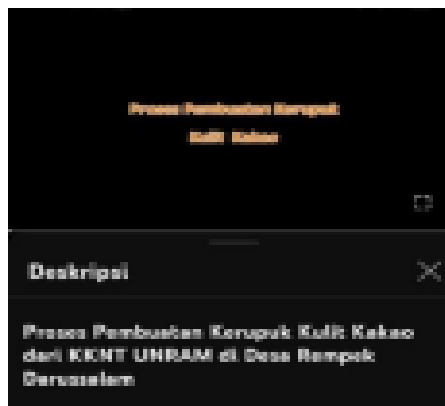 Proses Pembuatan Kerupuk
Kulit Kakao
Deskripsi
Proses Pembuatan Kerupuk Kulit Kakao
dari KKNT UNRAM di Desa Rempek
Darussalam